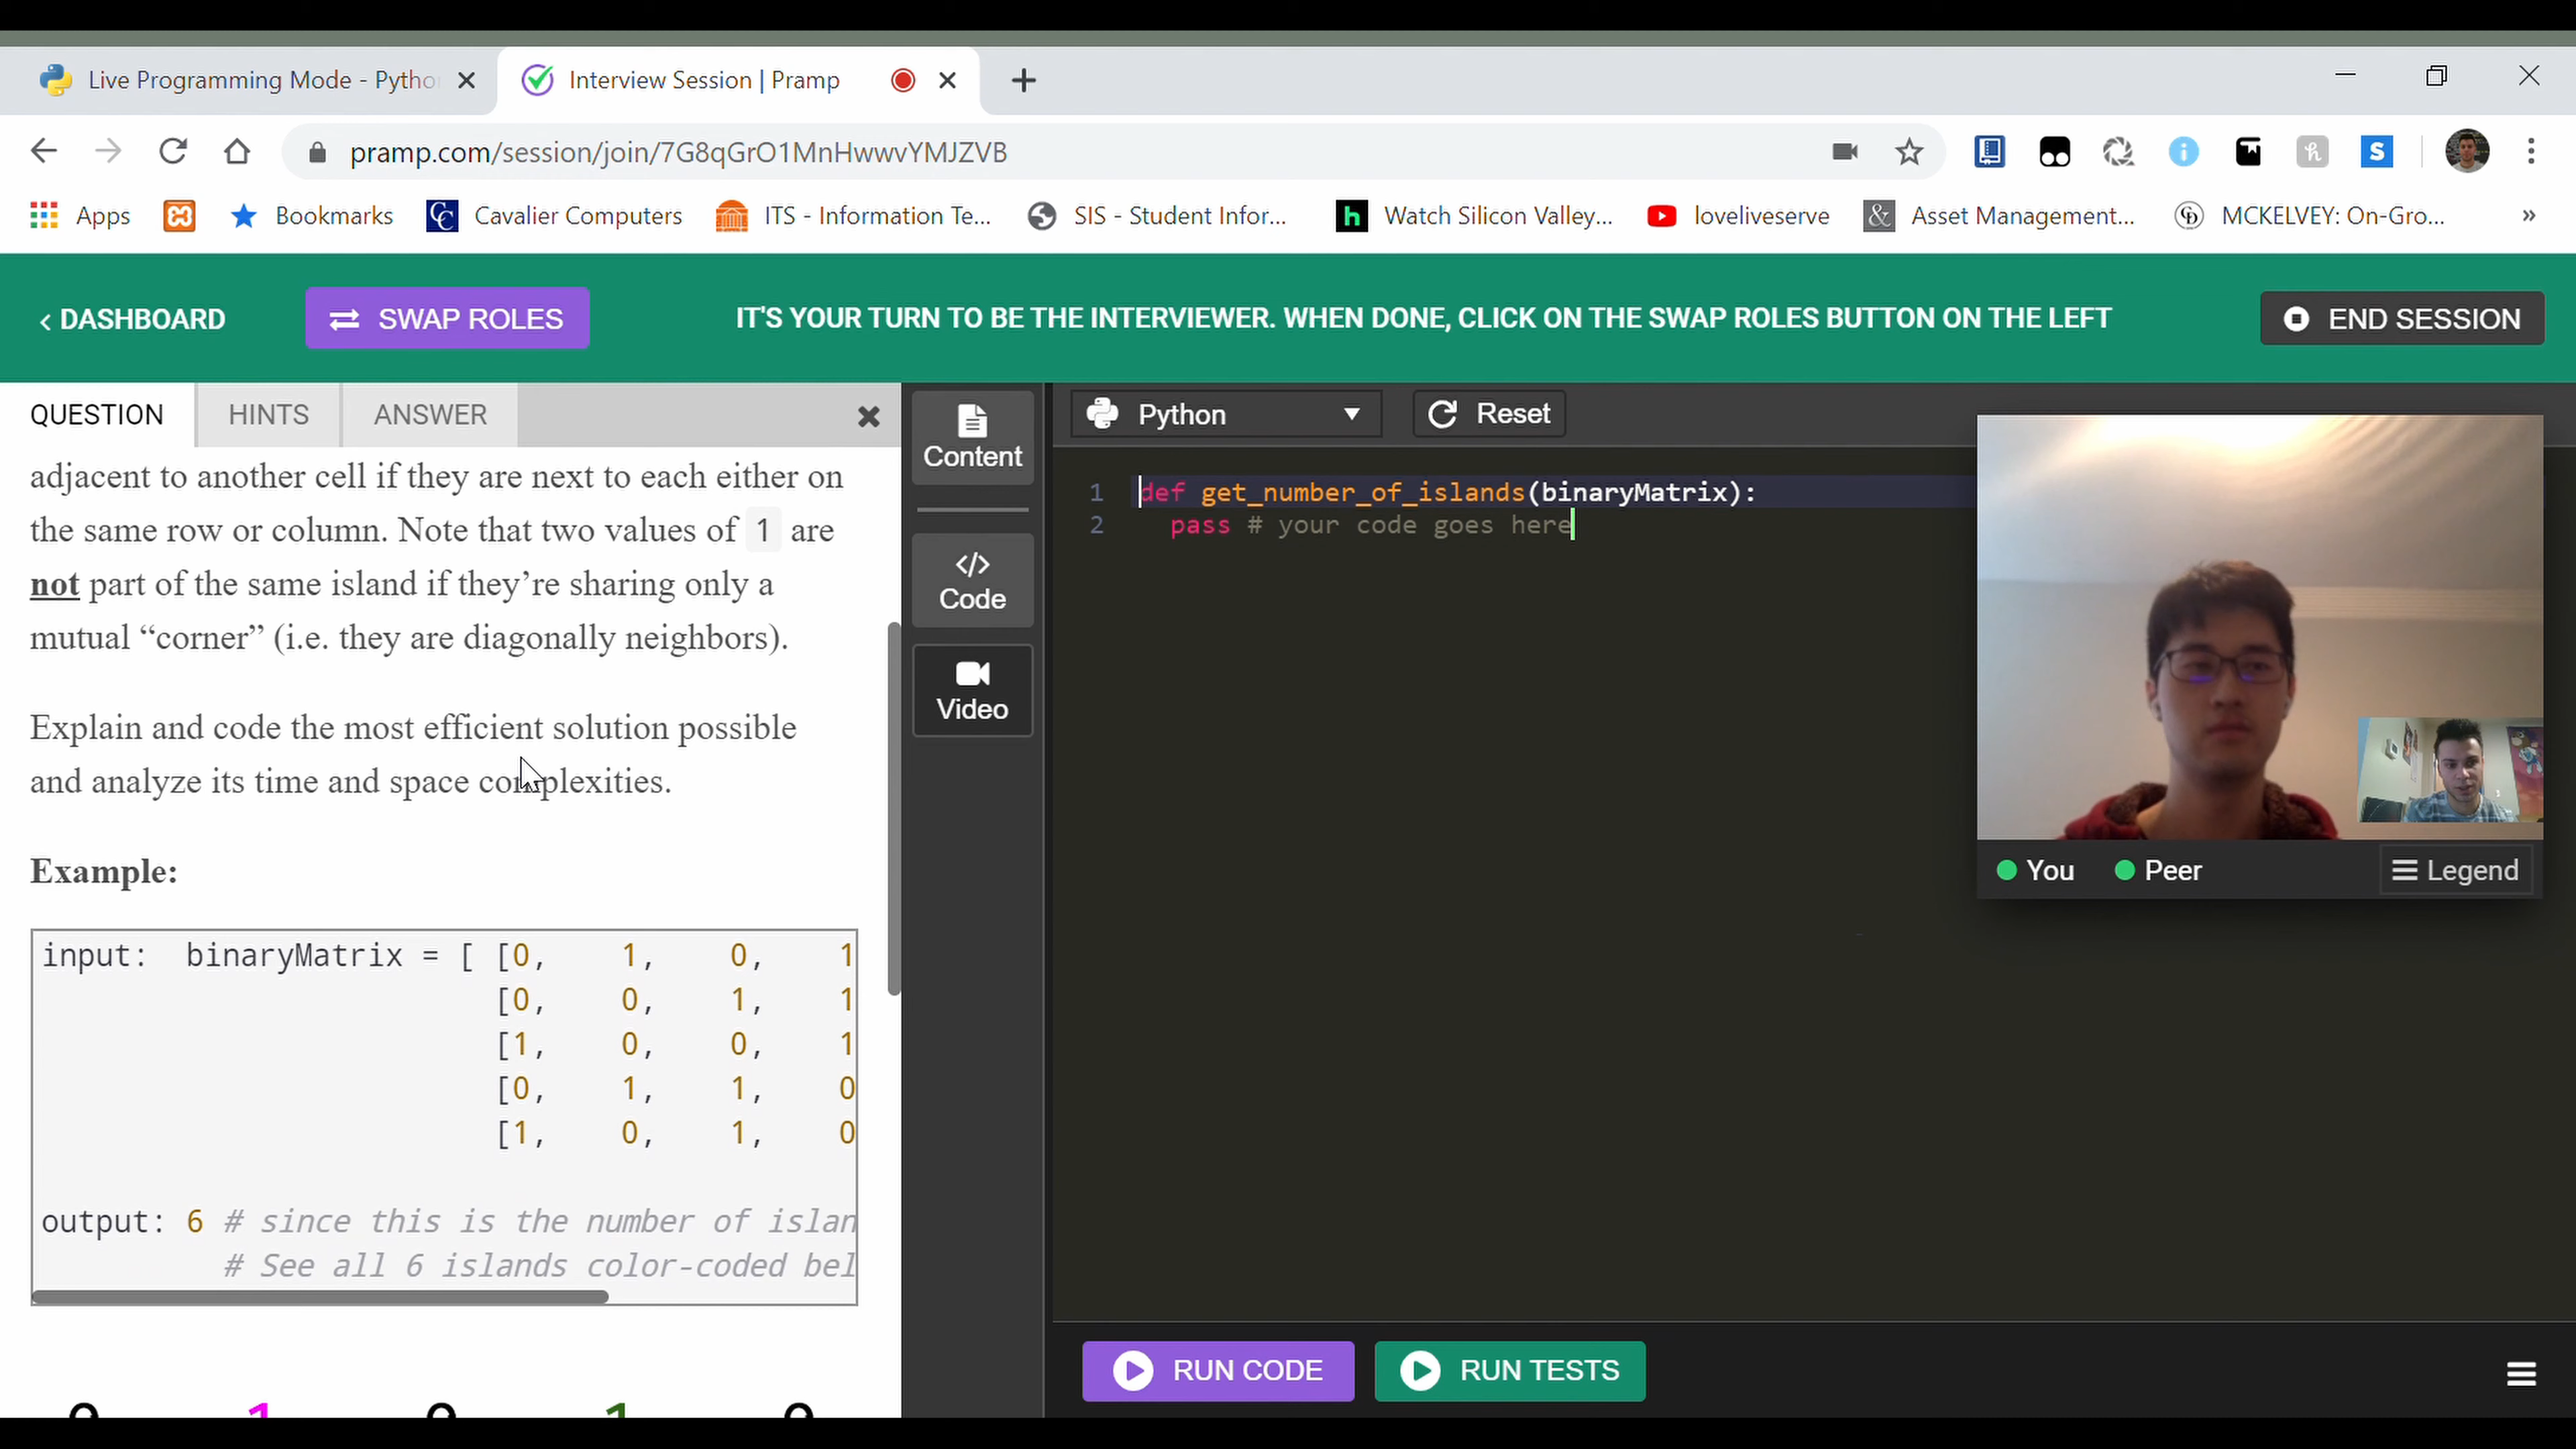 Live Programming Mode - Pytho
Interview Session | Pramp
pramp.com/session/join/7G8qGrO1MnHwwvYMJZVB
Apps
Bookmarks
CC
Cavalier Computers
ITS - Information Te...
SIS - Student Infor...
h
Watch Silicon Valley...
loveliveserve
&
Asset Management...
MCKELVEY: On-Gro...
»
‹ DASHBOARD
SWAP ROLES
IT'S YOUR TURN TO BE THE INTERVIEWER. WHEN DONE, CLICK ON THE SWAP ROLES BUTTON ON THE LEFT
END SESSION
QUESTION
HINTS
ANSWER
adjacent to another cell if they are next to each either on
the same row or column. Note that two values of 1 are
not part of the same island if they’re sharing only a
mutual “corner” (i.e. they are diagonally neighbors).
Explain and code the most efficient solution possible
and analyze its time and space complexities.
Example:
input: binaryMatrix = [ [0, 1, 0, 1
[0, 0, 1, 1
[1, 0, 0, 1
[0, 1, 1, 0
[1, 0, 1, 0
output: 6 # since this is the number of islan
# See all 6 islands color-coded bel
0 1 0 1 0
Content
Code
Video
Python
Reset
1 def get_number_of_islands(binaryMatrix):
2 pass # your code goes here
You
Peer
Legend
RUN CODE
RUN TESTS